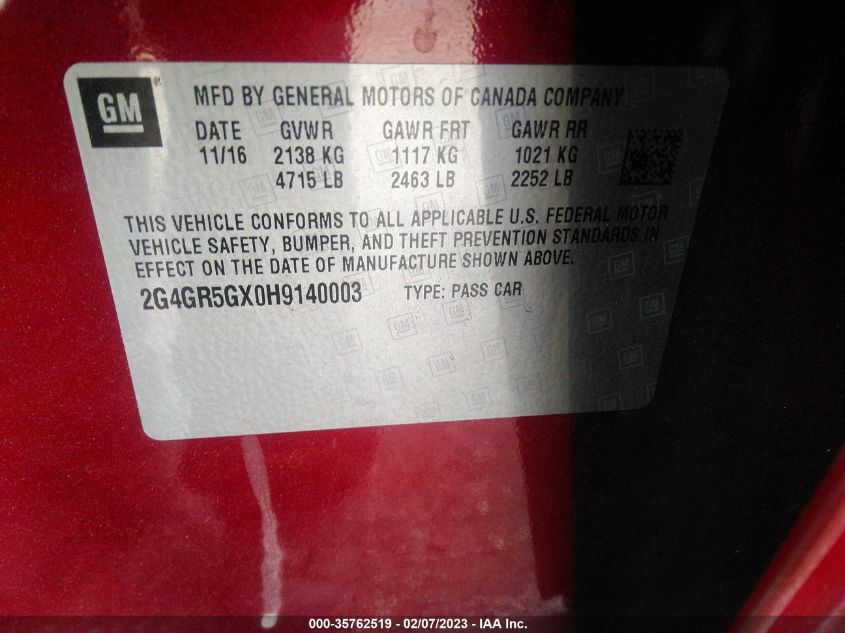 GM
MFD BY GENERAL MOTORS OF CANADA COMPANY
DATE GVWR GAWR FRT GAWR RR
11/16 2138 KG 1117 KG 1021 KG
4715 LB 2463 LB 2252 LB
THIS VEHICLE CONFORMS TO ALL APPLICABLE U.S. FEDERAL MOTOR
VEHICLE SAFETY, BUMPER, AND THEFT PREVENTION STANDARDS IN
EFFECT ON THE DATE OF MANUFACTURE SHOWN ABOVE.
2G4GR5GX0H9140003 TYPE: PASS CAR
000-35762519 - 02/07/2023 - IAA Inc.